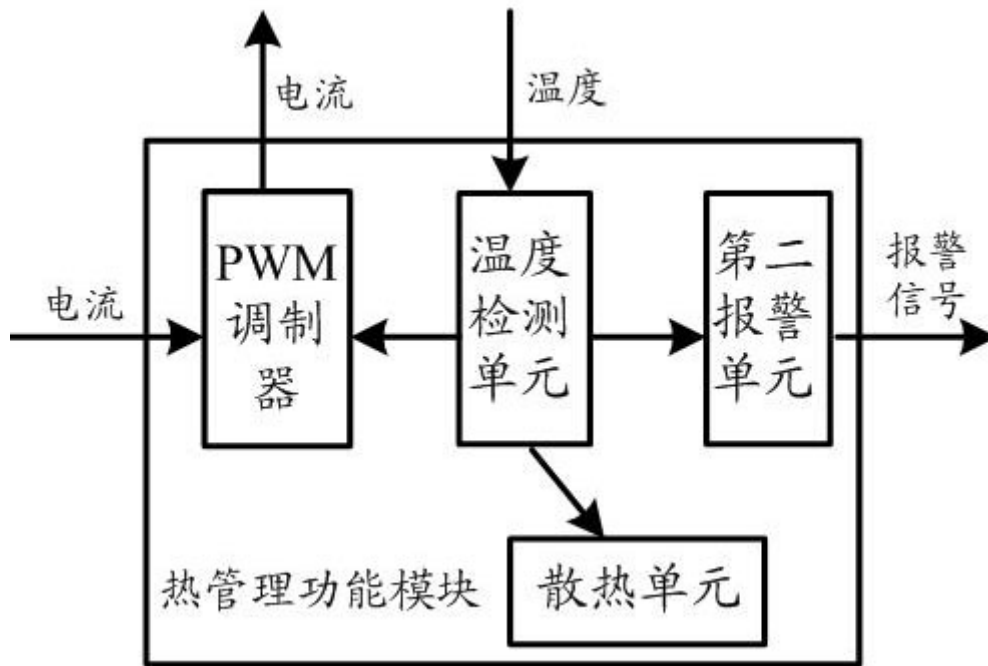 电流
温度
电流
PWM
调制
器
温度
检测
单元
第二
报警
单元
报警
信号
热管理功能模块
散热单元